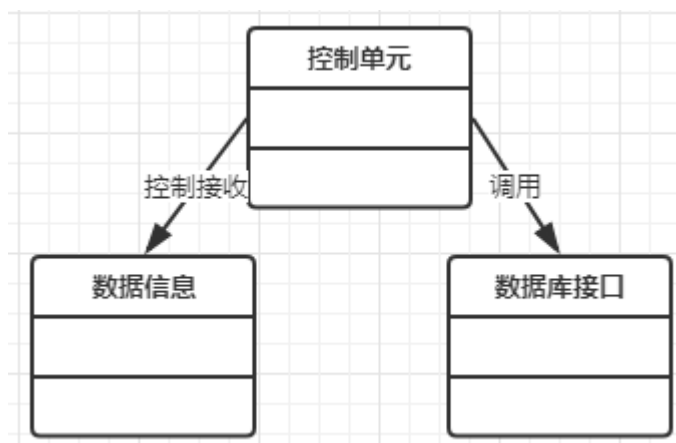 控制单元
控制接收
调用
数据信息
数据库接口